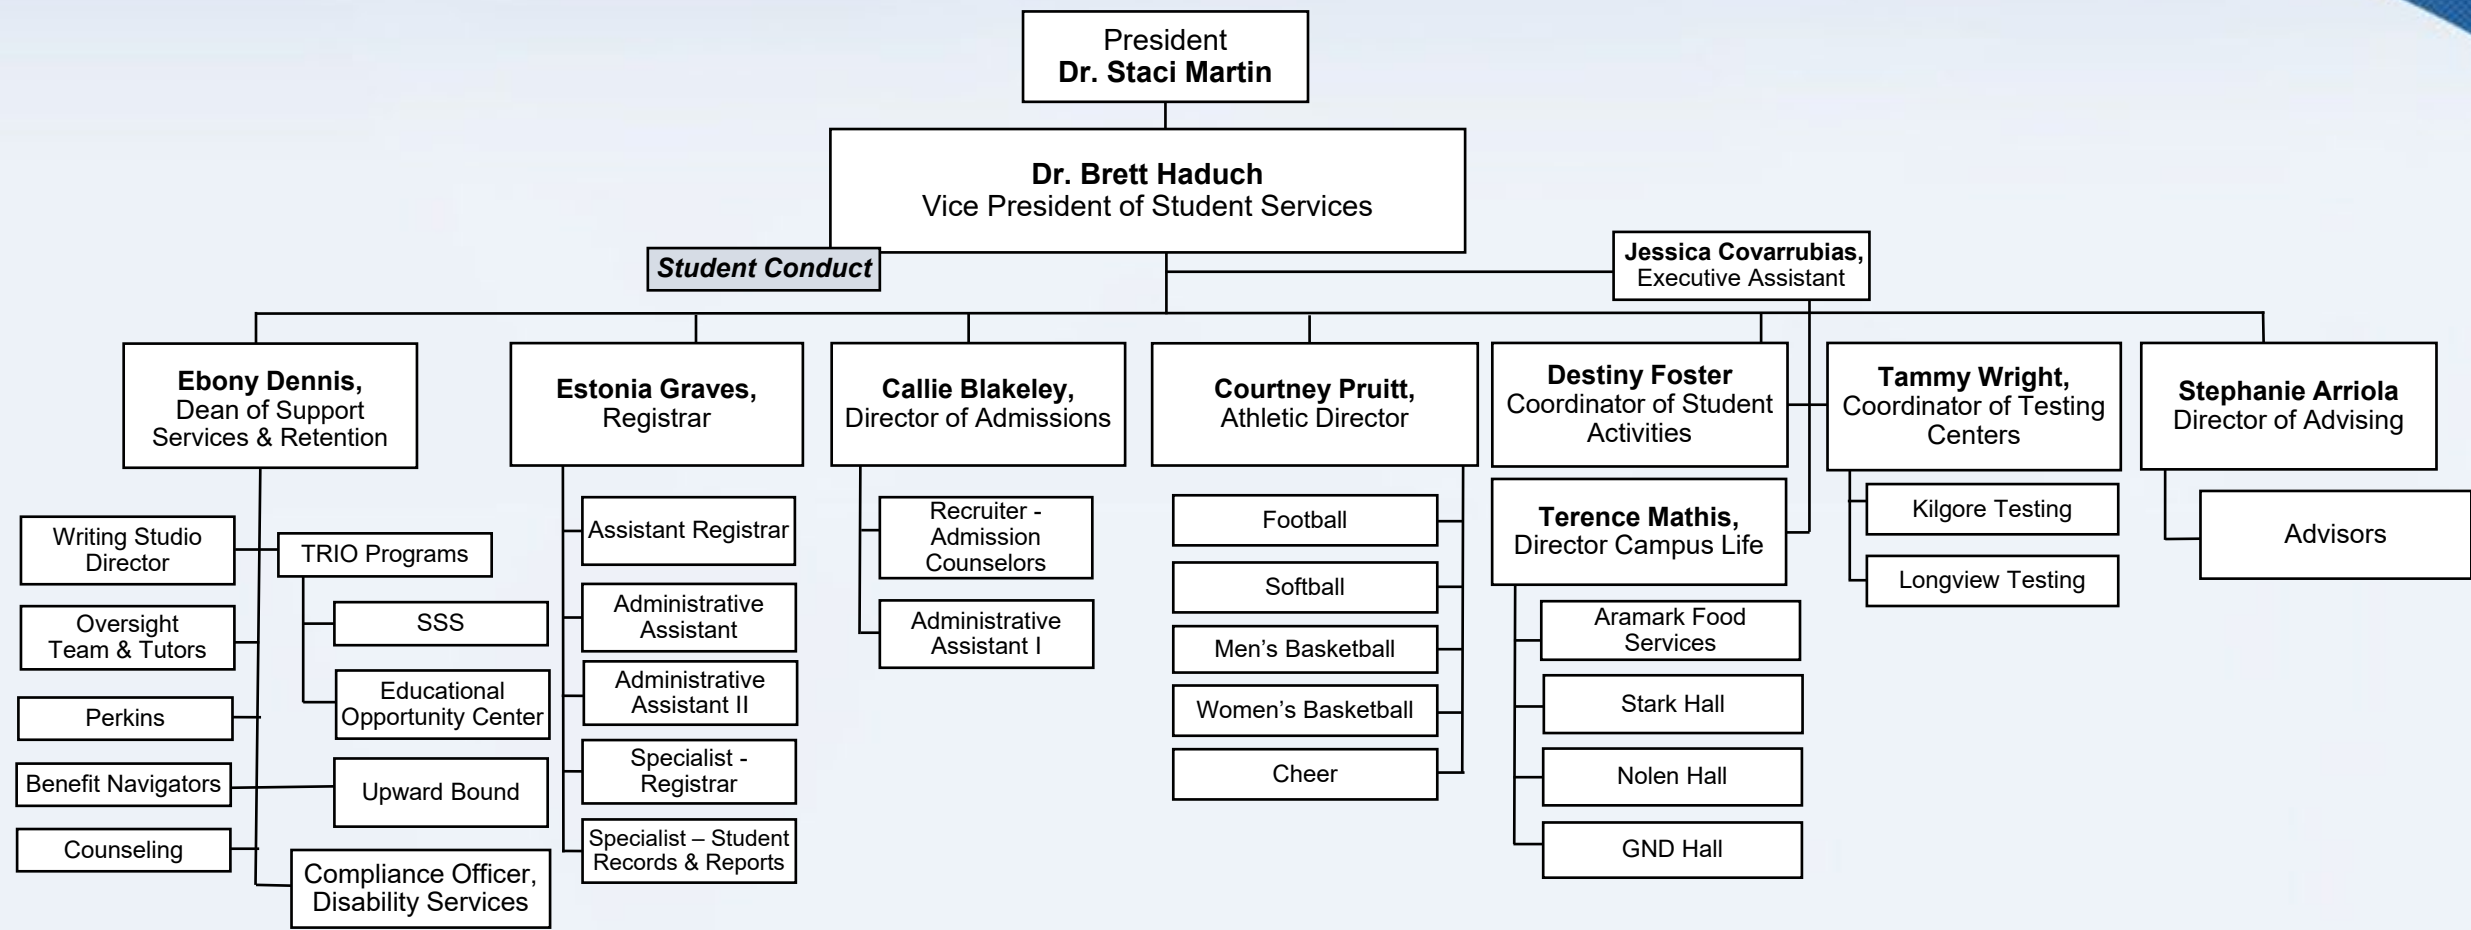 President
Dr. Staci Martin
Dr. Brett Haduch
Vice President of Student Services
Student Conduct
Jessica Covarrubias,
Executive Assistant
Ebony Dennis,
Dean of Support
Services & Retention
Estonia Graves,
Registrar
Callie Blakeley,
Director of Admissions
Courtney Pruitt,
Athletic Director
Destiny Foster
Coordinator of Student
Activities
Tammy Wright,
Coordinator of Testing
Centers
Stephanie Arriola
Director of Advising
Writing Studio
Director
TRIO Programs
SSS
Oversight
Team & Tutors
Educational
Opportunity Center
Perkins
Benefit Navigators
Upward Bound
Counseling
Compliance Officer,
Disability Services
Assistant Registrar
Administrative
Assistant
Administrative
Assistant II
Specialist -
Registrar
Specialist – Student
Records & Reports
Recruiter -
Admission
Counselors
Administrative
Assistant I
Football
Softball
Men’s Basketball
Women’s Basketball
Cheer
Terence Mathis,
Director Campus Life
Aramark Food
Services
Stark Hall
Nolen Hall
GND Hall
Kilgore Testing
Longview Testing
Advisors